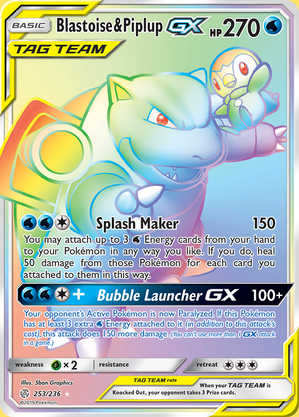 BASIC Blastoise&Piplup GX HP 270
TAG TEAM
Splash Maker 150
You may attach up to 3 Energy cards from your hand
to your Pokémon in any way you like. If you do, heal
50 damage from those Pokémon for each card you
attached to them in this way.
+ Bubble Launcher GX 100+
Your opponent's Active Pokémon is now Paralyzed. If this Pokémon
has at least 3 extra Energy attached to it (in addition to this attack's
cost), this attack does 150 more damage. (You can't use more than 1 GX attack
in a game.)
weakness ×2 resistance retreat
TAG TEAM rule
When your TAG TEAM is
Knocked Out, your opponent takes 3 Prize cards.
Illus. 5ban Graphics
253/236